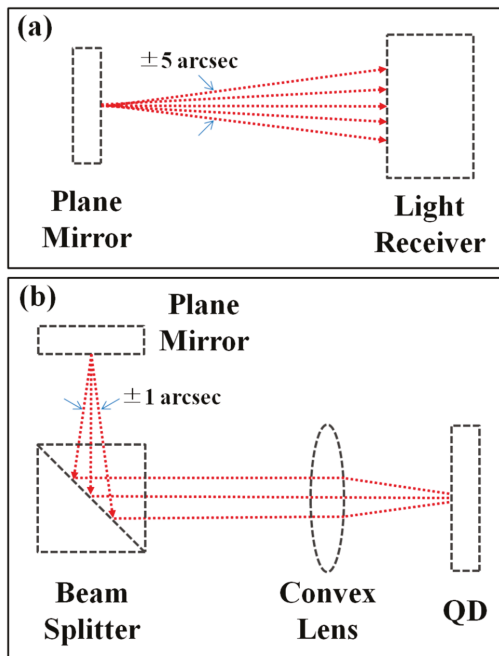 (a)
±5 arcsec
Plane
Mirror
Light
Receiver
(b)
Plane
Mirror
±1 arcsec
Beam
Splitter
Convex
Lens
QD